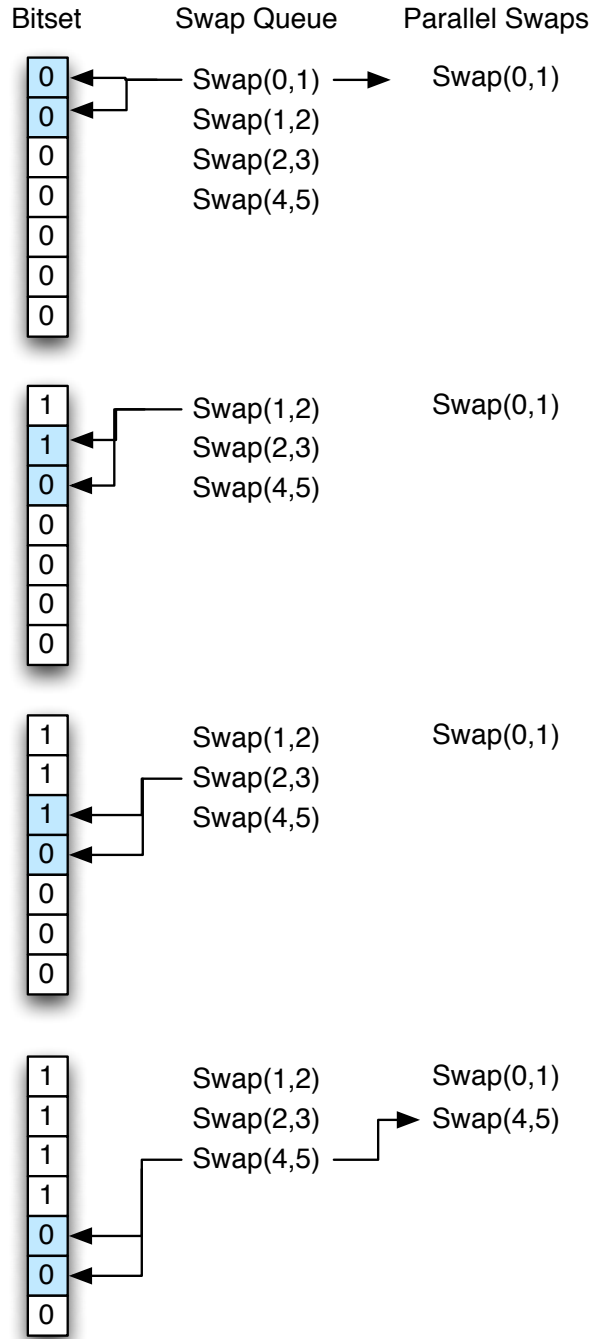 Bitset Swap Queue Parallel Swaps
0 Swap(0,1) Swap(0,1)
0 Swap(1,2)
0 Swap(2,3)
0 Swap(4,5)
0
0
0
1 Swap(1,2) Swap(0,1)
1 Swap(2,3)
0 Swap(4,5)
0
0
0
0
1 Swap(1,2) Swap(0,1)
1 Swap(2,3)
1 Swap(4,5)
0
0
0
0
1 Swap(1,2) Swap(0,1)
1 Swap(2,3) Swap(4,5)
1 Swap(4,5)
1
0
0
0